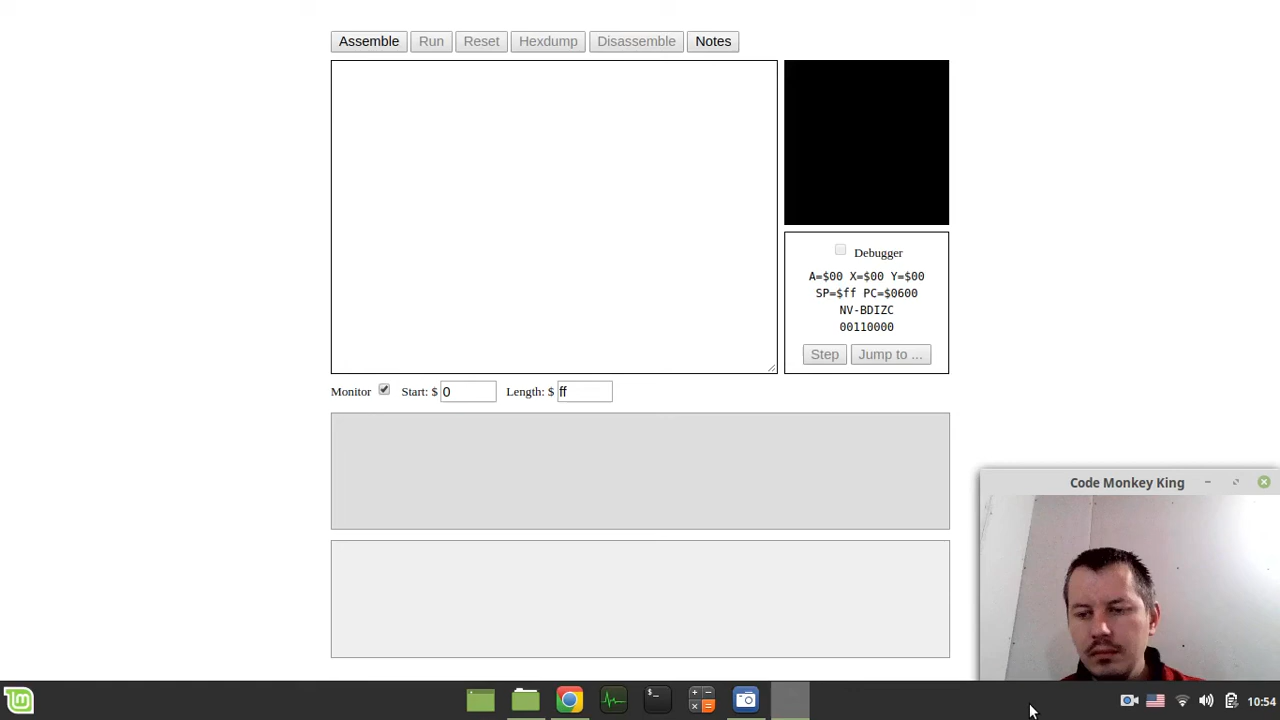 Assemble Run Reset Hexdump Disassemble Notes
Debugger
A=$00 X=$00 Y=$00
SP=$ff PC=$0600
NV-BDIZC
00110000
Step Jump to ...
Monitor Start: $ 0 Length: $ ff
Code Monkey King
10:54